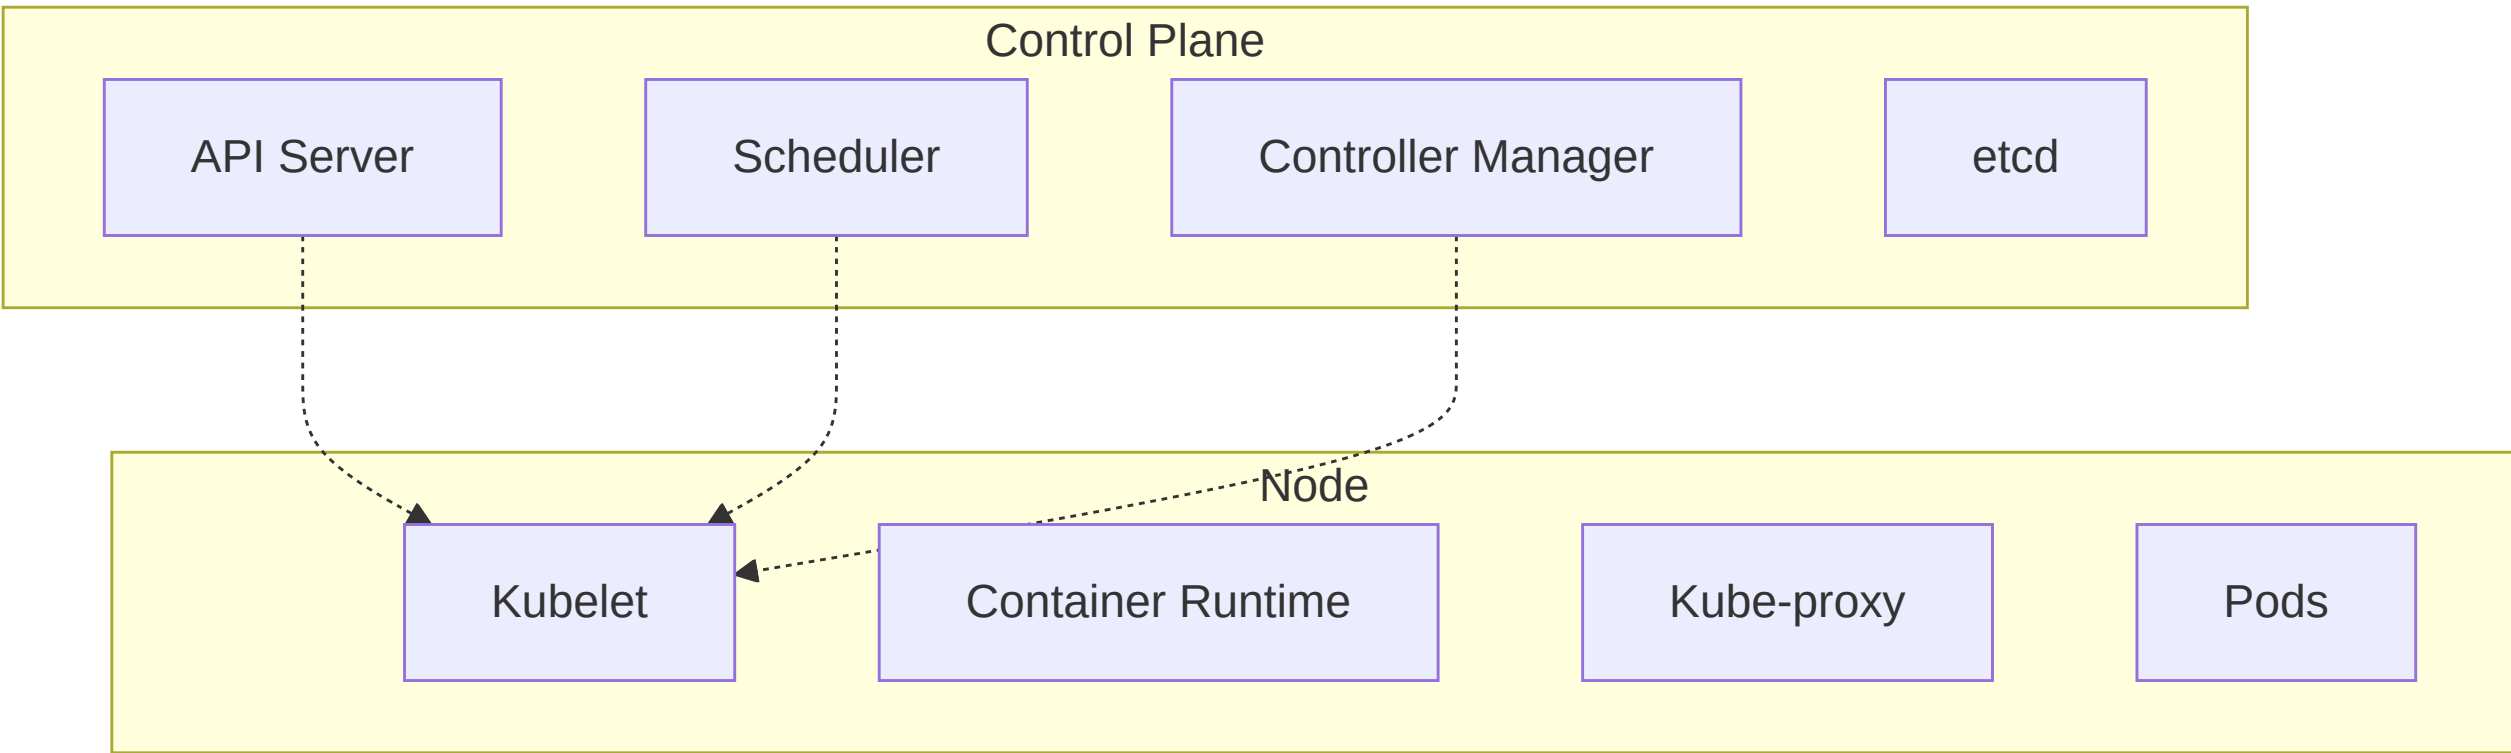 Control Plane
API Server
Scheduler
Controller Manager
etcd
Node
Kubelet
Container Runtime
Kube-proxy
Pods